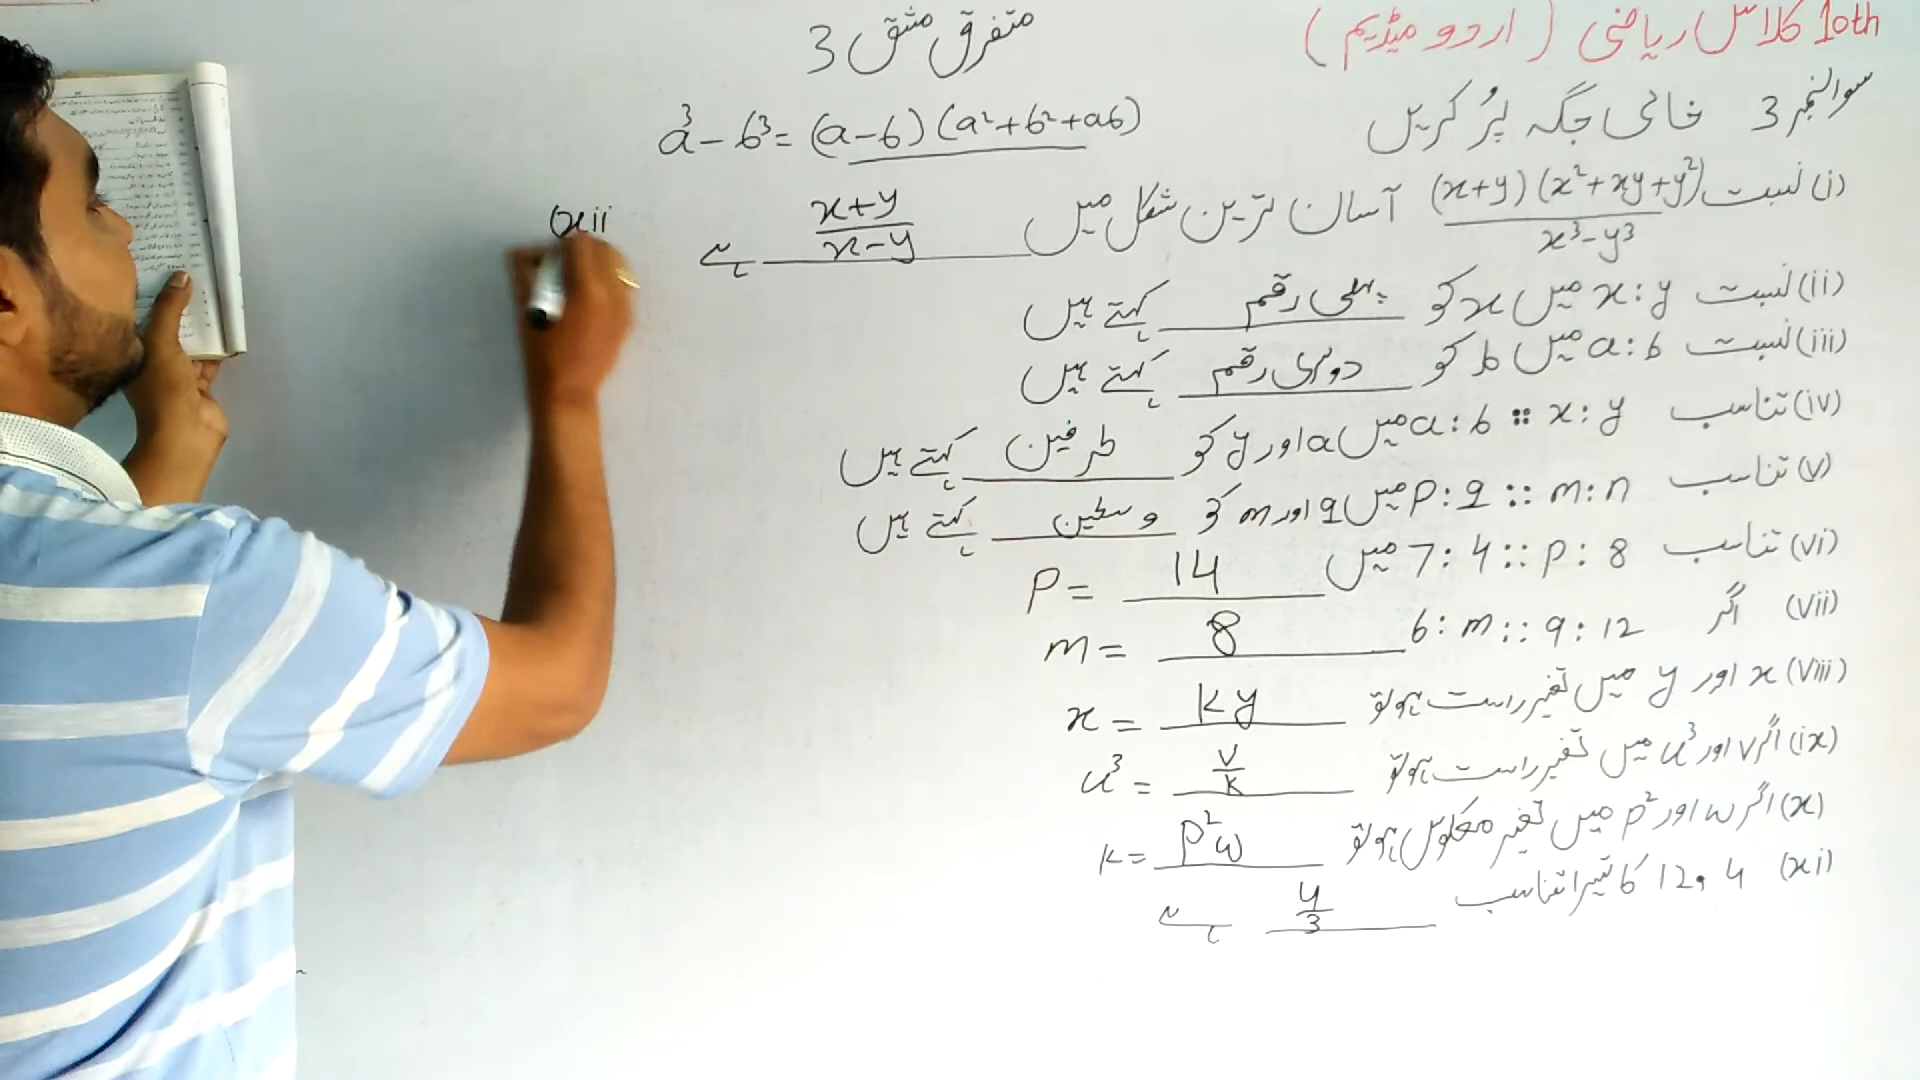 10th کلاس ریاضی (اردو میڈیم)
متفرق مشق 3
سوال نمبر 3 خالی جگہ پُر کریں
a³ - b³ = (a-b) (a²+b²+ab)
(i) نسبت (x+y)(x²+xy+y²)/x³-y³ آسان ترین شکل میں x+y/x-y ہے
(ii) نسبت x:y میں x کو پہلی رقم کہتے ہیں
(iii) نسبت a:b میں b کو دوسری رقم کہتے ہیں
(iv) تناسب a:b :: x:y میں a اور y کو طرفین کہتے ہیں
(v) تناسب p:q :: m:n میں q اور m کو وسطین کہتے ہیں
(vi) تناسب 7:4::p:8 میں p = 14
(vii) اگر 6:m::9:12 m = 8
(viii) x اور y میں تغیر راست ہو تو x = ky
(ix) اگر v اور u³ میں تغیر راست ہو تو u³ = v/k
(x) اگر w اور p² میں تغیر معکوس ہو تو k = p²w
(xi) 12، 4 کا تیسرا تناسب 4/3 ہے
(xii